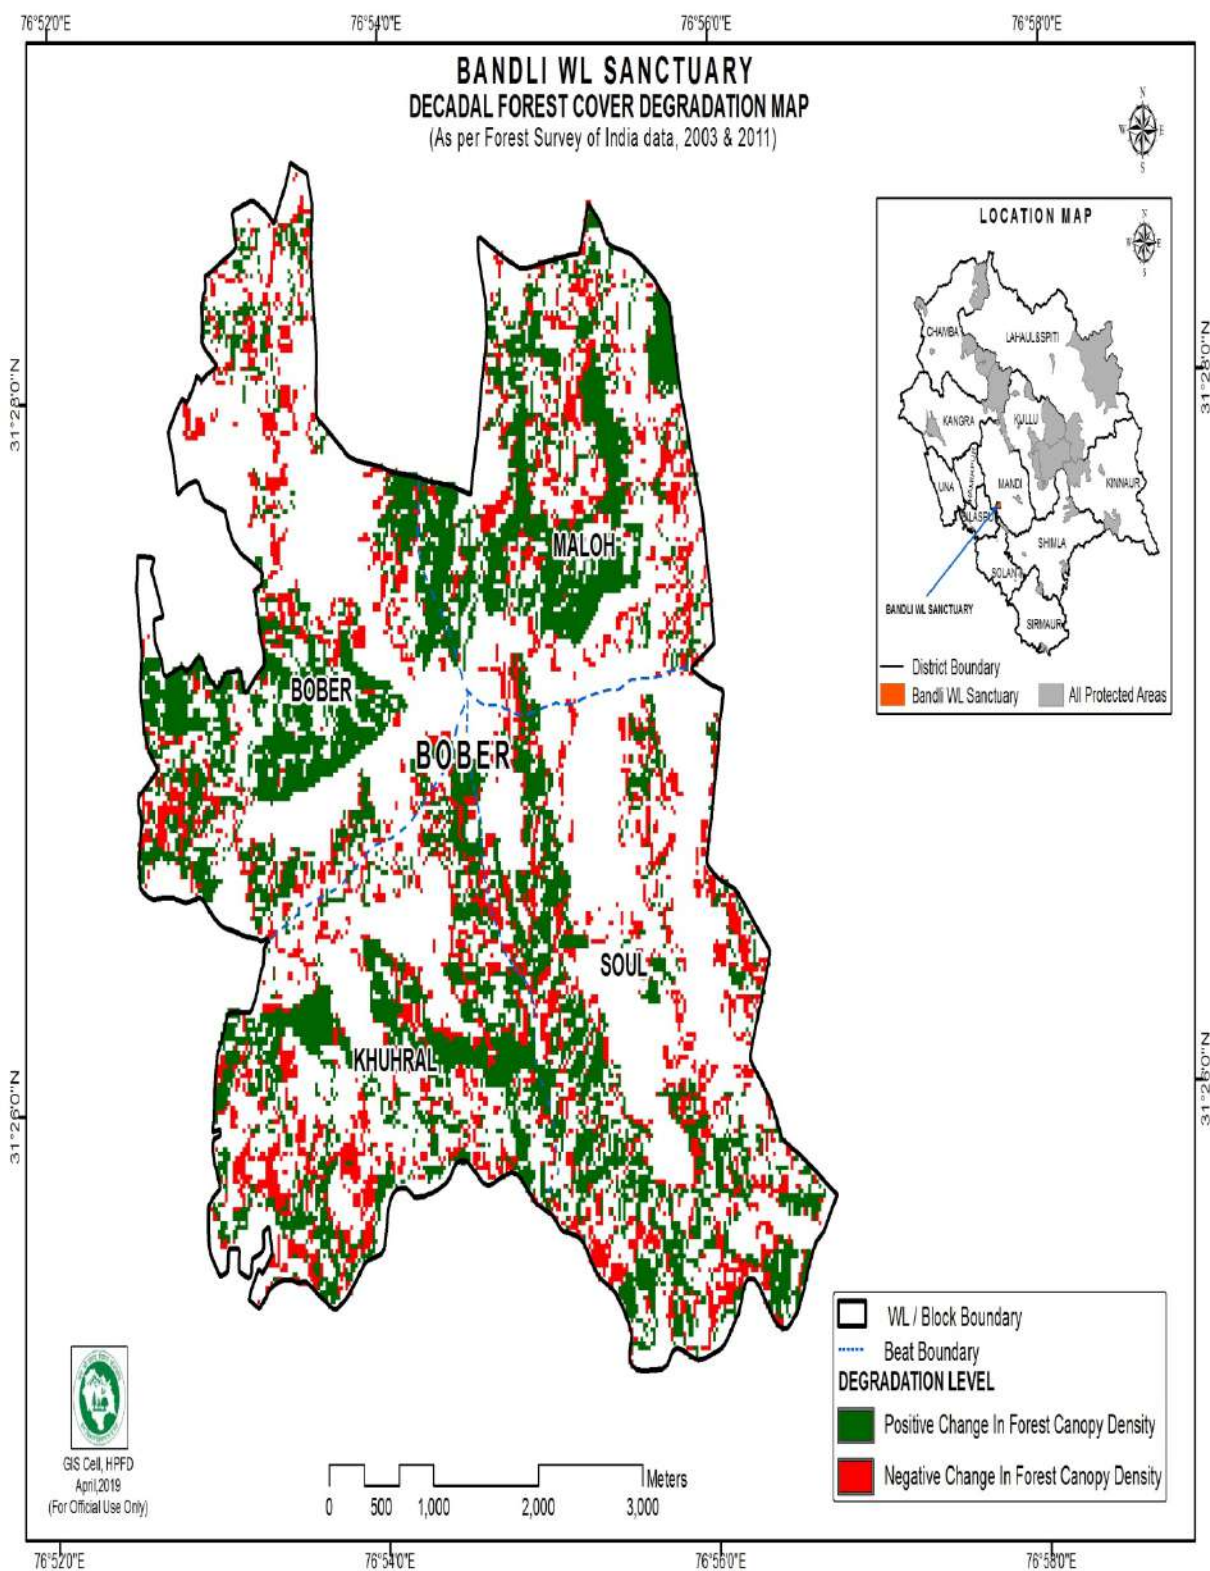 76°52'0"E 76°54'0"E 76°56'0"E 76°58'0"E
BANDLI WL SANCTUARY
DECADAL FOREST COVER DEGRADATION MAP
(As per Forest Survey of India data, 2003 & 2011)
N
W E
S
LOCATION MAP
N
W E
S
CHAMBA
LAHAUL&SPITI
KANGRA
KULLU
UNA
MANDI
KINNAUR
SHIMLA
SOLAN
BANDLI WL SANCTUARY
SIRMAUR
District Boundary
Bandli WL Sanctuary
All Protected Areas
31°28'0"N
31°28'0"N
MALOH
BOBER
BOBER
SOUL
KHUHRAL
31°26'0"N
31°26'0"N
WL / Block Boundary
Beat Boundary
DEGRADATION LEVEL
Positive Change In Forest Canopy Density
Negative Change In Forest Canopy Density
GIS Cell, HPFD
April,2019
(For Official Use Only)
Meters
0 500 1,000 2,000 3,000
76°52'0"E 76°54'0"E 76°56'0"E 76°58'0"E